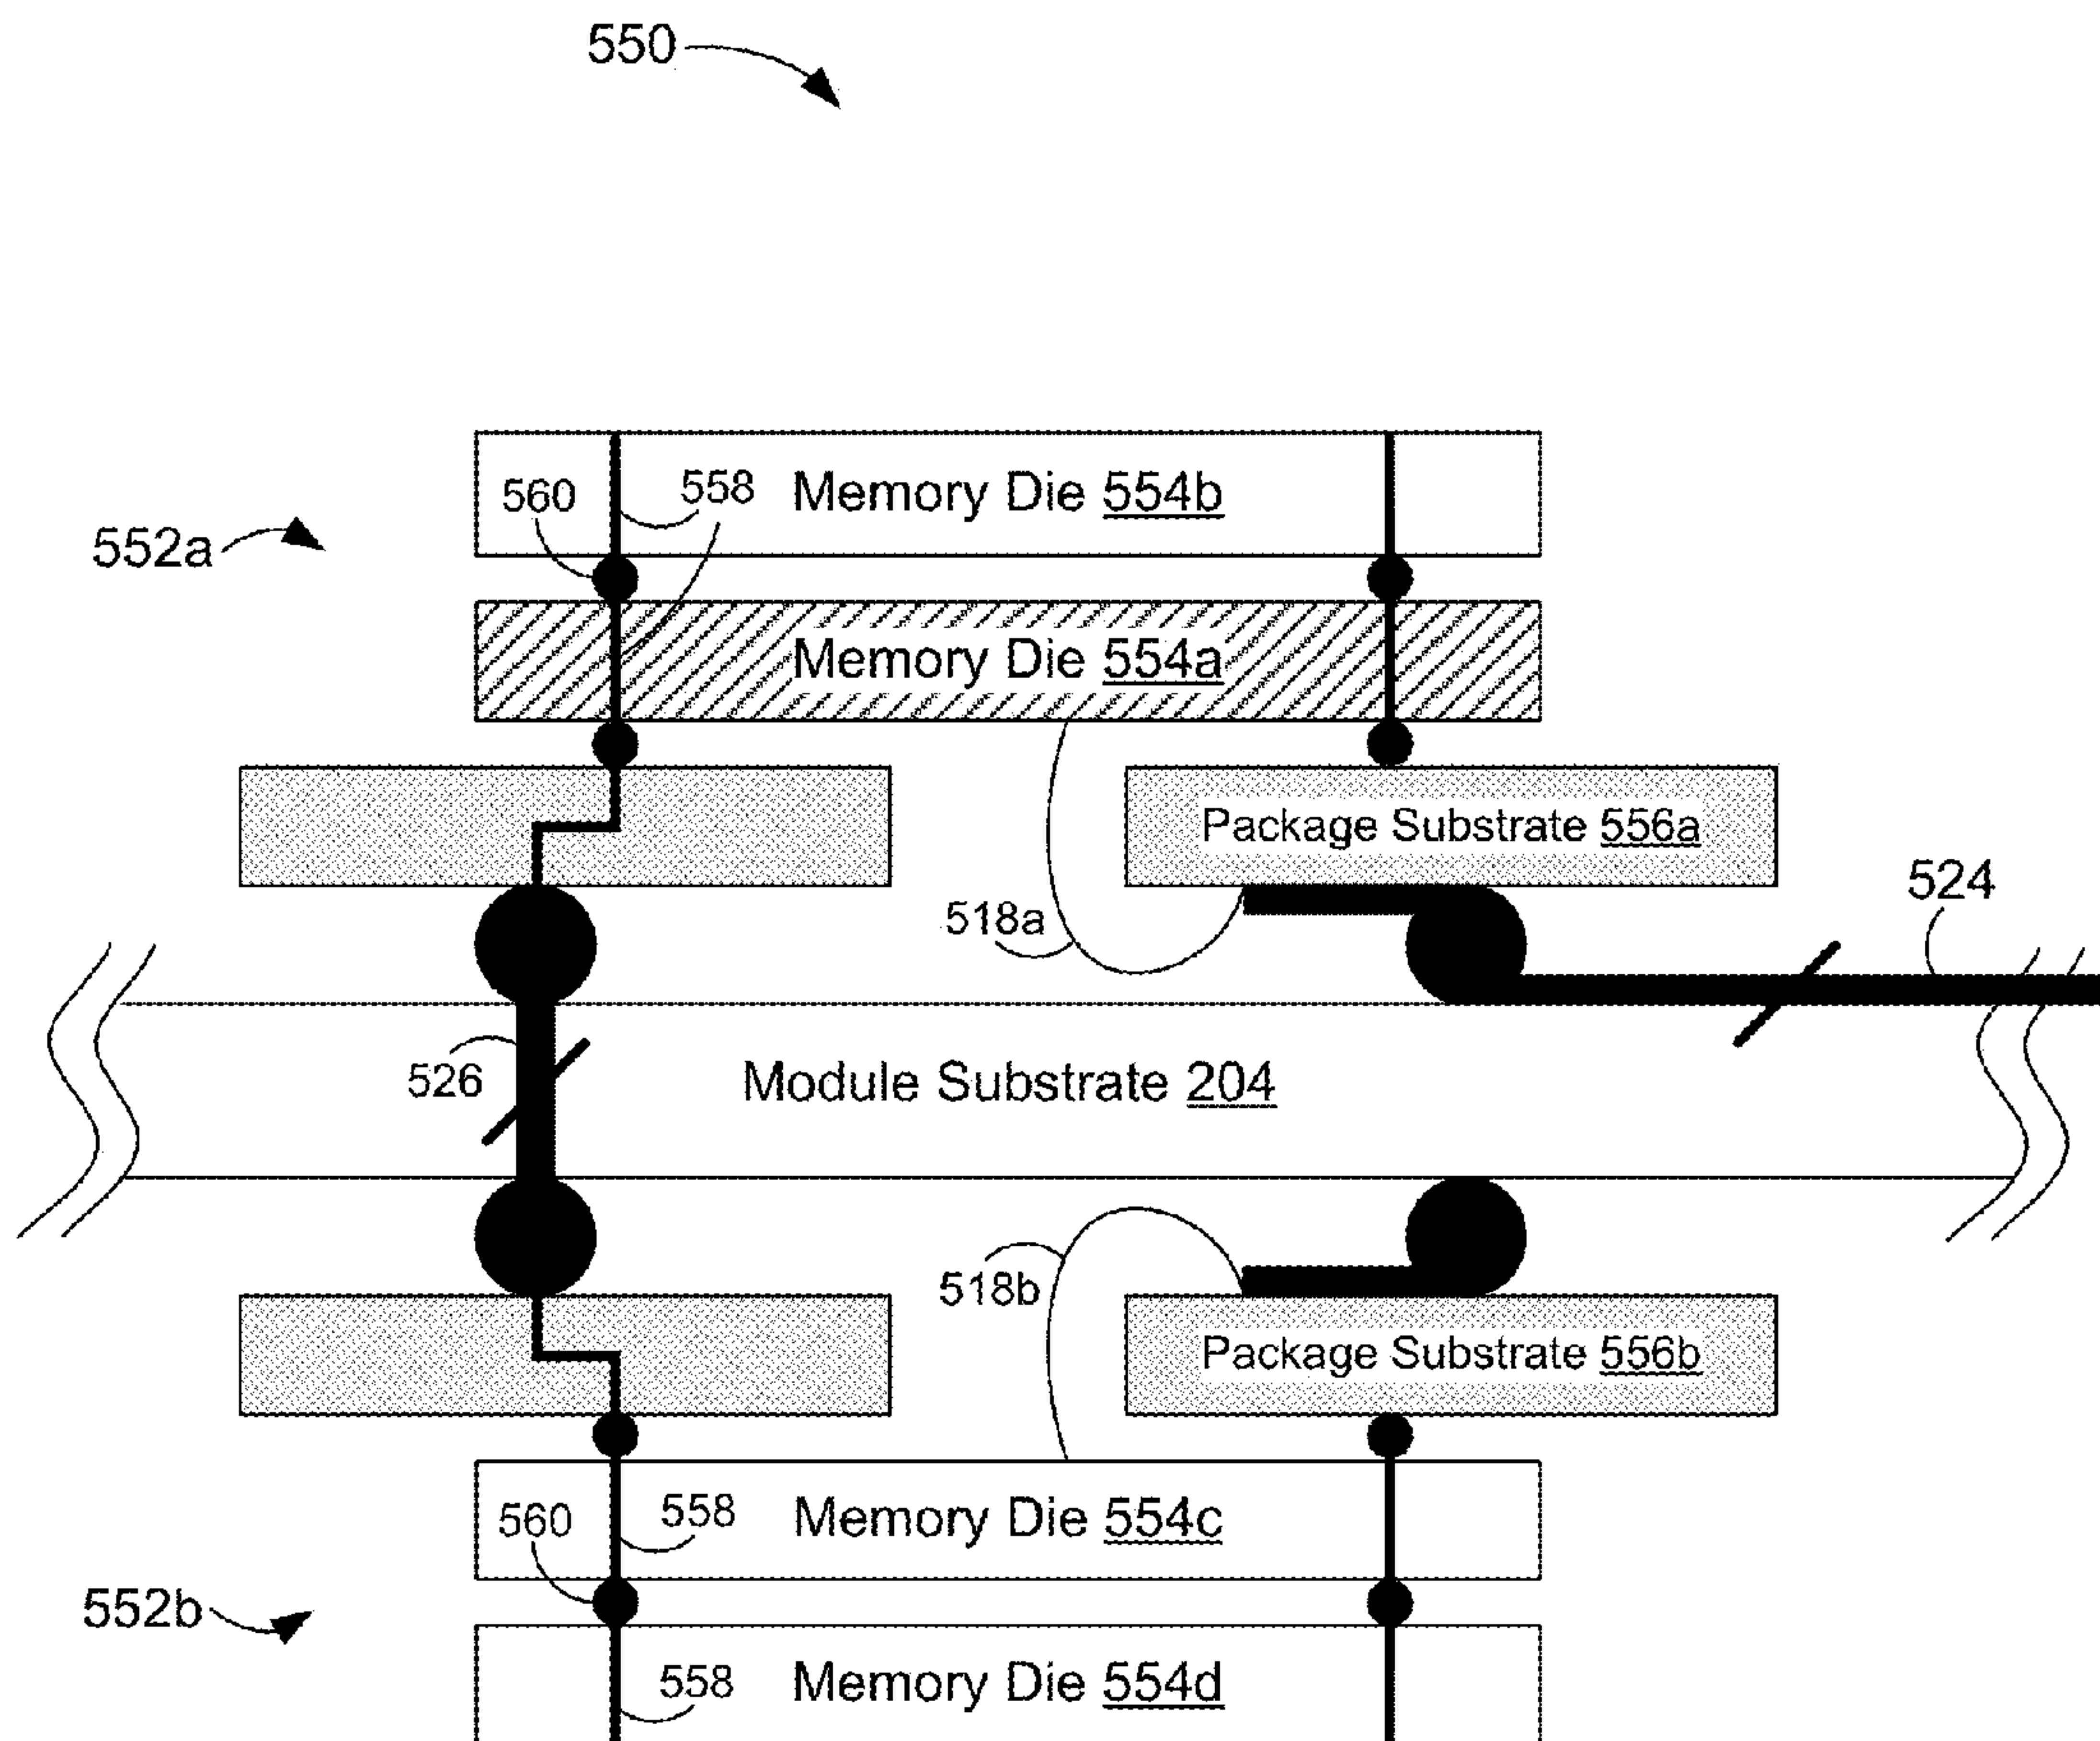 550
560
558
Memory Die 554b
552a
Memory Die 554a
Package Substrate 556a
524
518a
526
Module Substrate 204
518b
Package Substrate 556b
560
558
Memory Die 554c
552b
558
Memory Die 554d